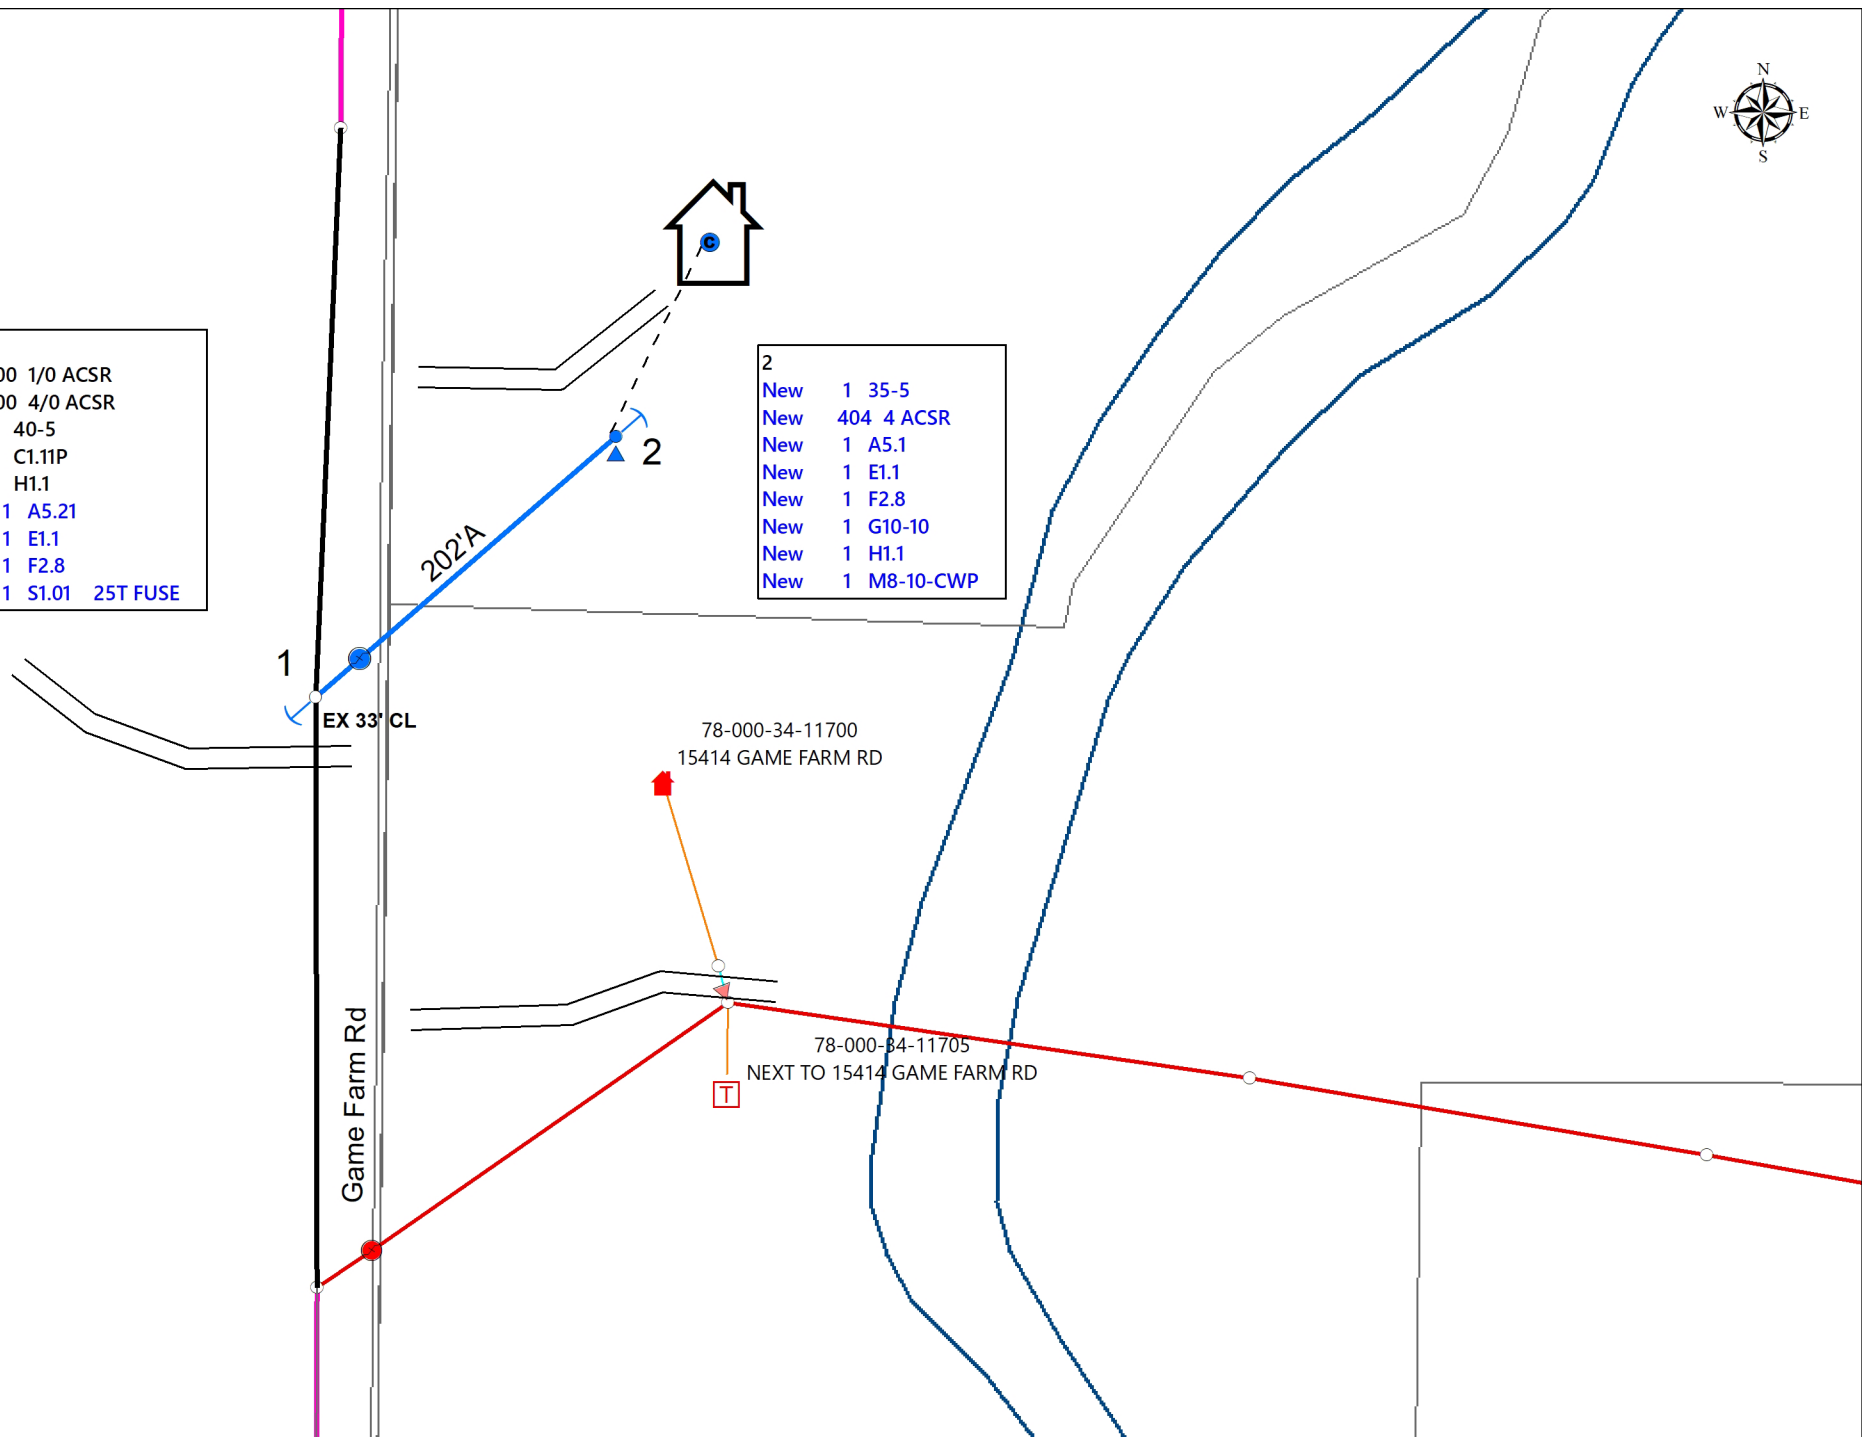 N
W E
S
00 1/0 ACSR
00 4/0 ACSR
40-5
C1.11P
H1.1
1 A5.21
1 E1.1
1 F2.8
1 S1.01 25T FUSE
C
2
New 1 35-5
New 404 4 ACSR
New 1 A5.1
New 1 E1.1
New 1 F2.8
New 1 G10-10
New 1 H1.1
New 1 M8-10-CWP
2
202'A
1
EX 33' CL
78-000-34-11700
15414 GAME FARM RD
Game Farm Rd
78-000-34-11705
NEXT TO 15414 GAME FARM RD
T